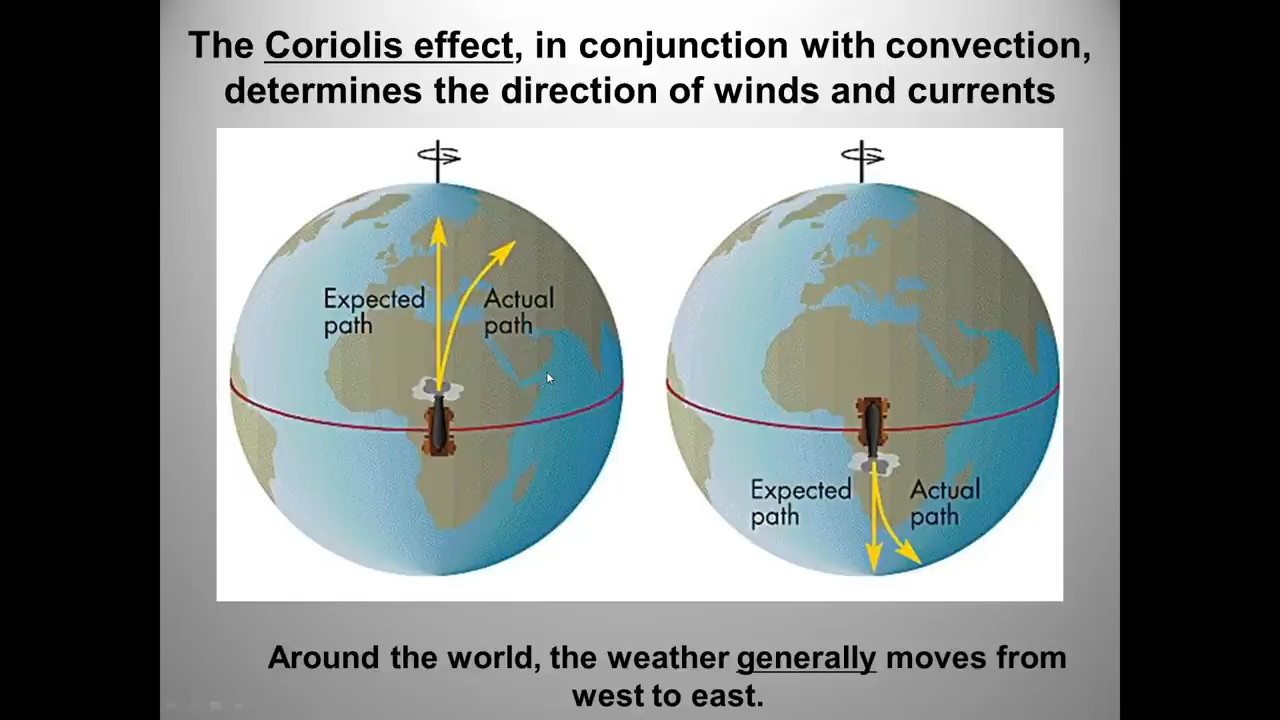 The Coriolis effect, in conjunction with convection,
determines the direction of winds and currents
Expected
path
Actual
path
Expected
path
Actual
path
Around the world, the weather generally moves from
west to east.